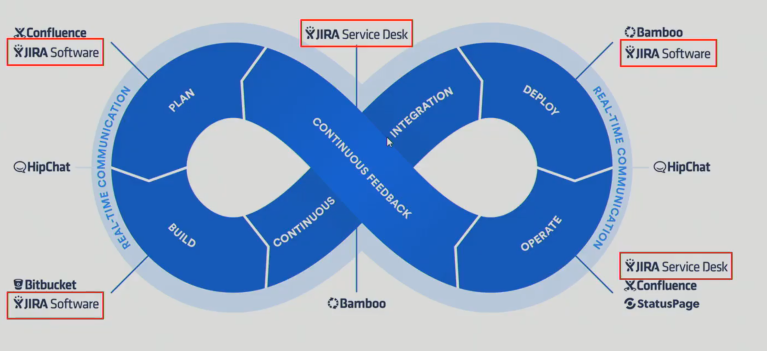 Confluence
JIRA Software
JIRA Service Desk
Bamboo
JIRA Software
PLAN
CONTINUOUS INTEGRATION
DEPLOY
REAL-TIME COMMUNICATION
REAL-TIME COMMUNICATION
CONTINUOUS FEEDBACK
HipChat
HipChat
BUILD
OPERATE
Bitbucket
JIRA Software
Bamboo
JIRA Service Desk
Confluence
StatusPage